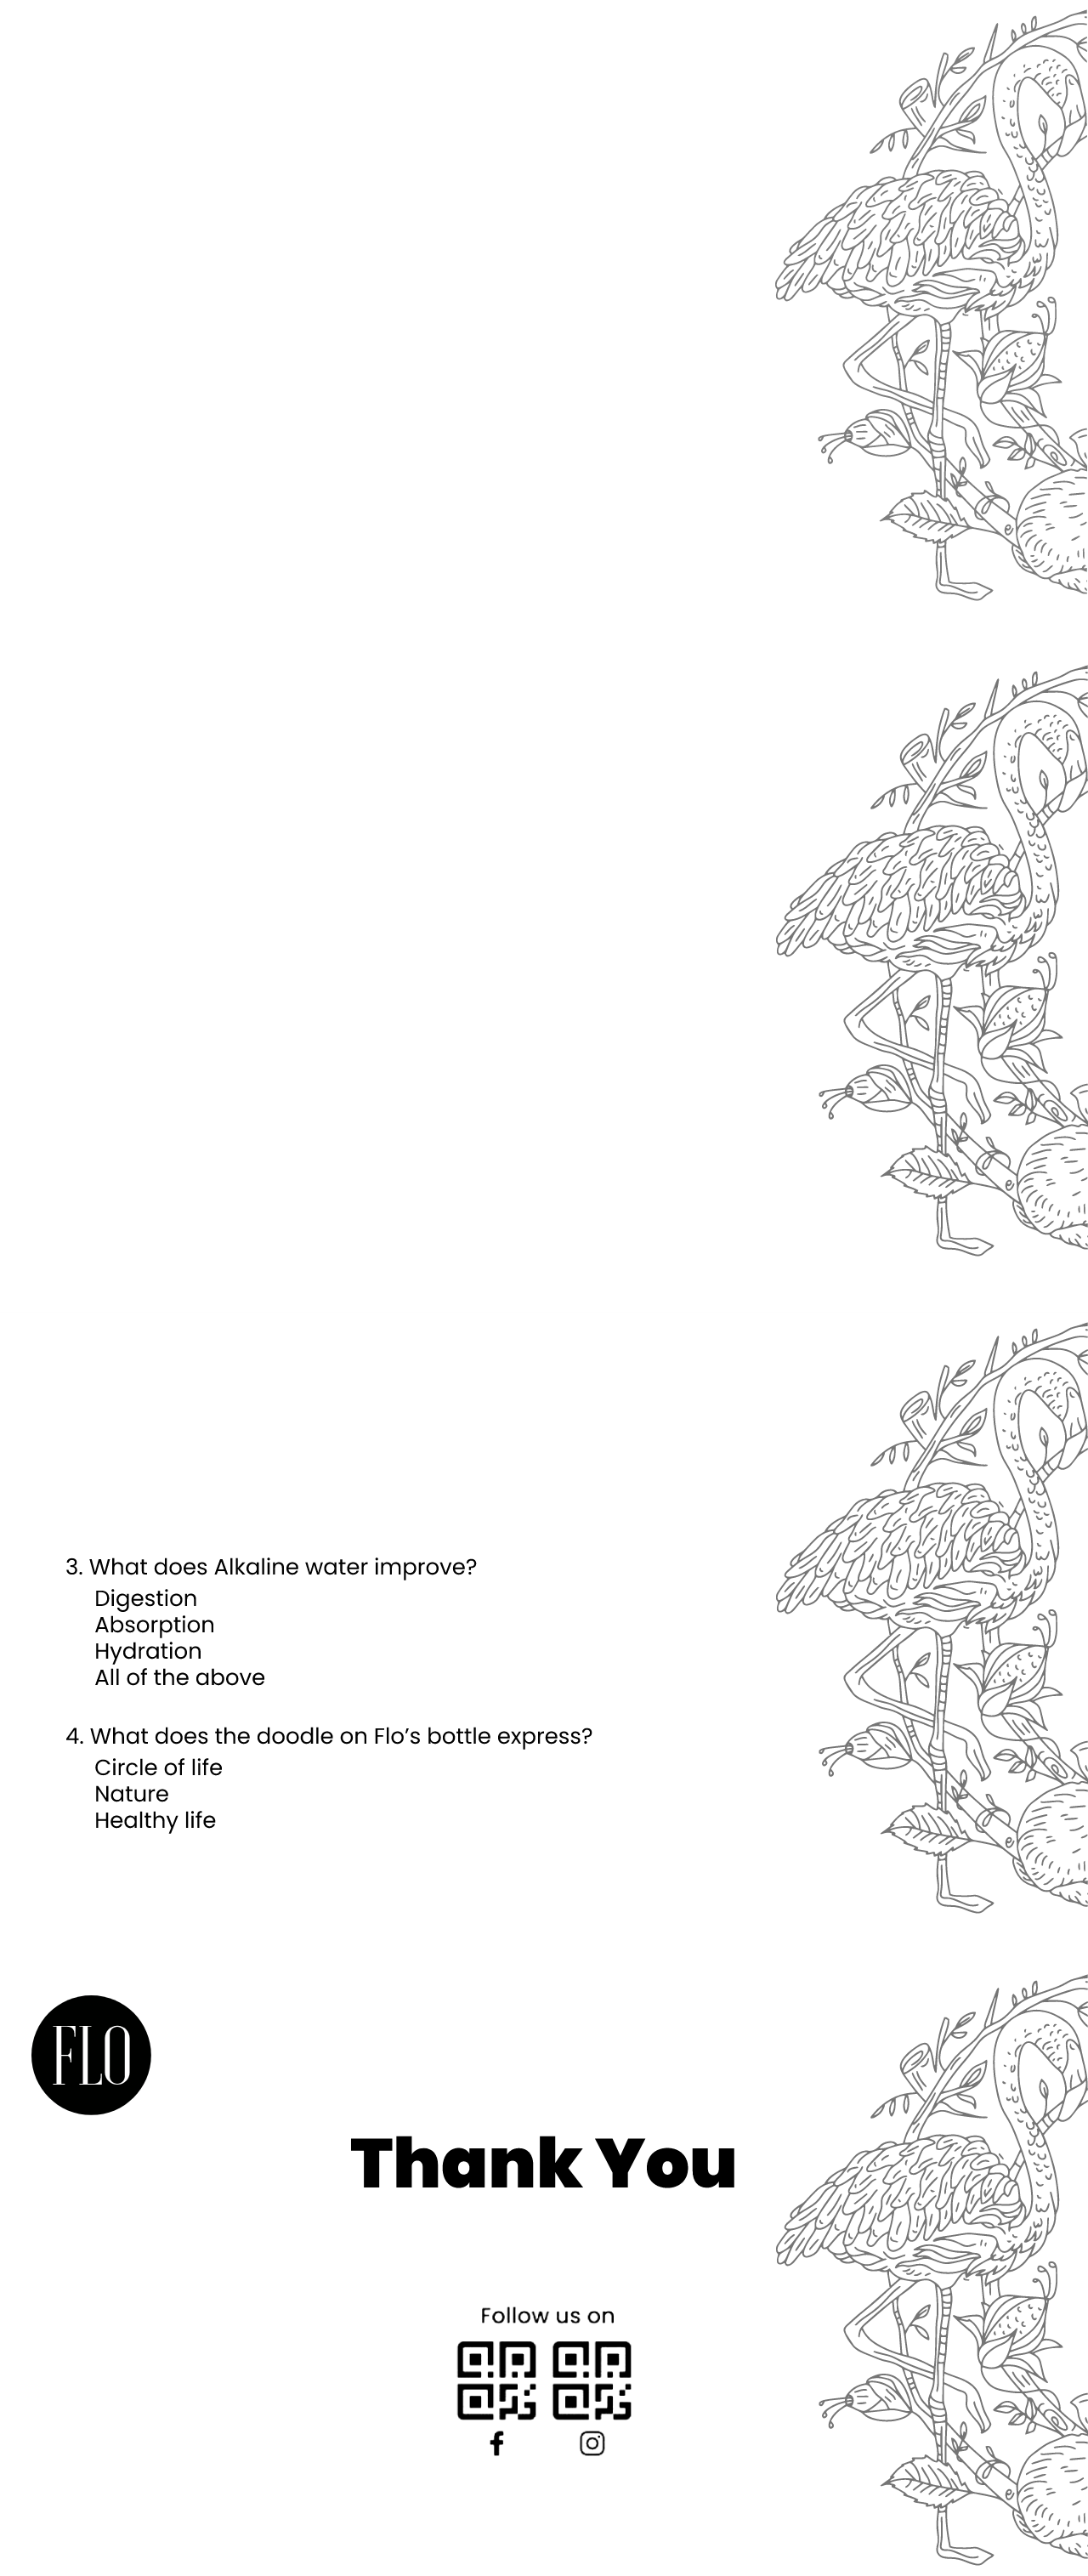 3. What does Alkaline water improve?
Digestion
Absorption
Hydration
All of the above
4. What does the doodle on Flo’s bottle express?
Circle of life
Nature
Healthy life
FLO
Thank You
Follow us on